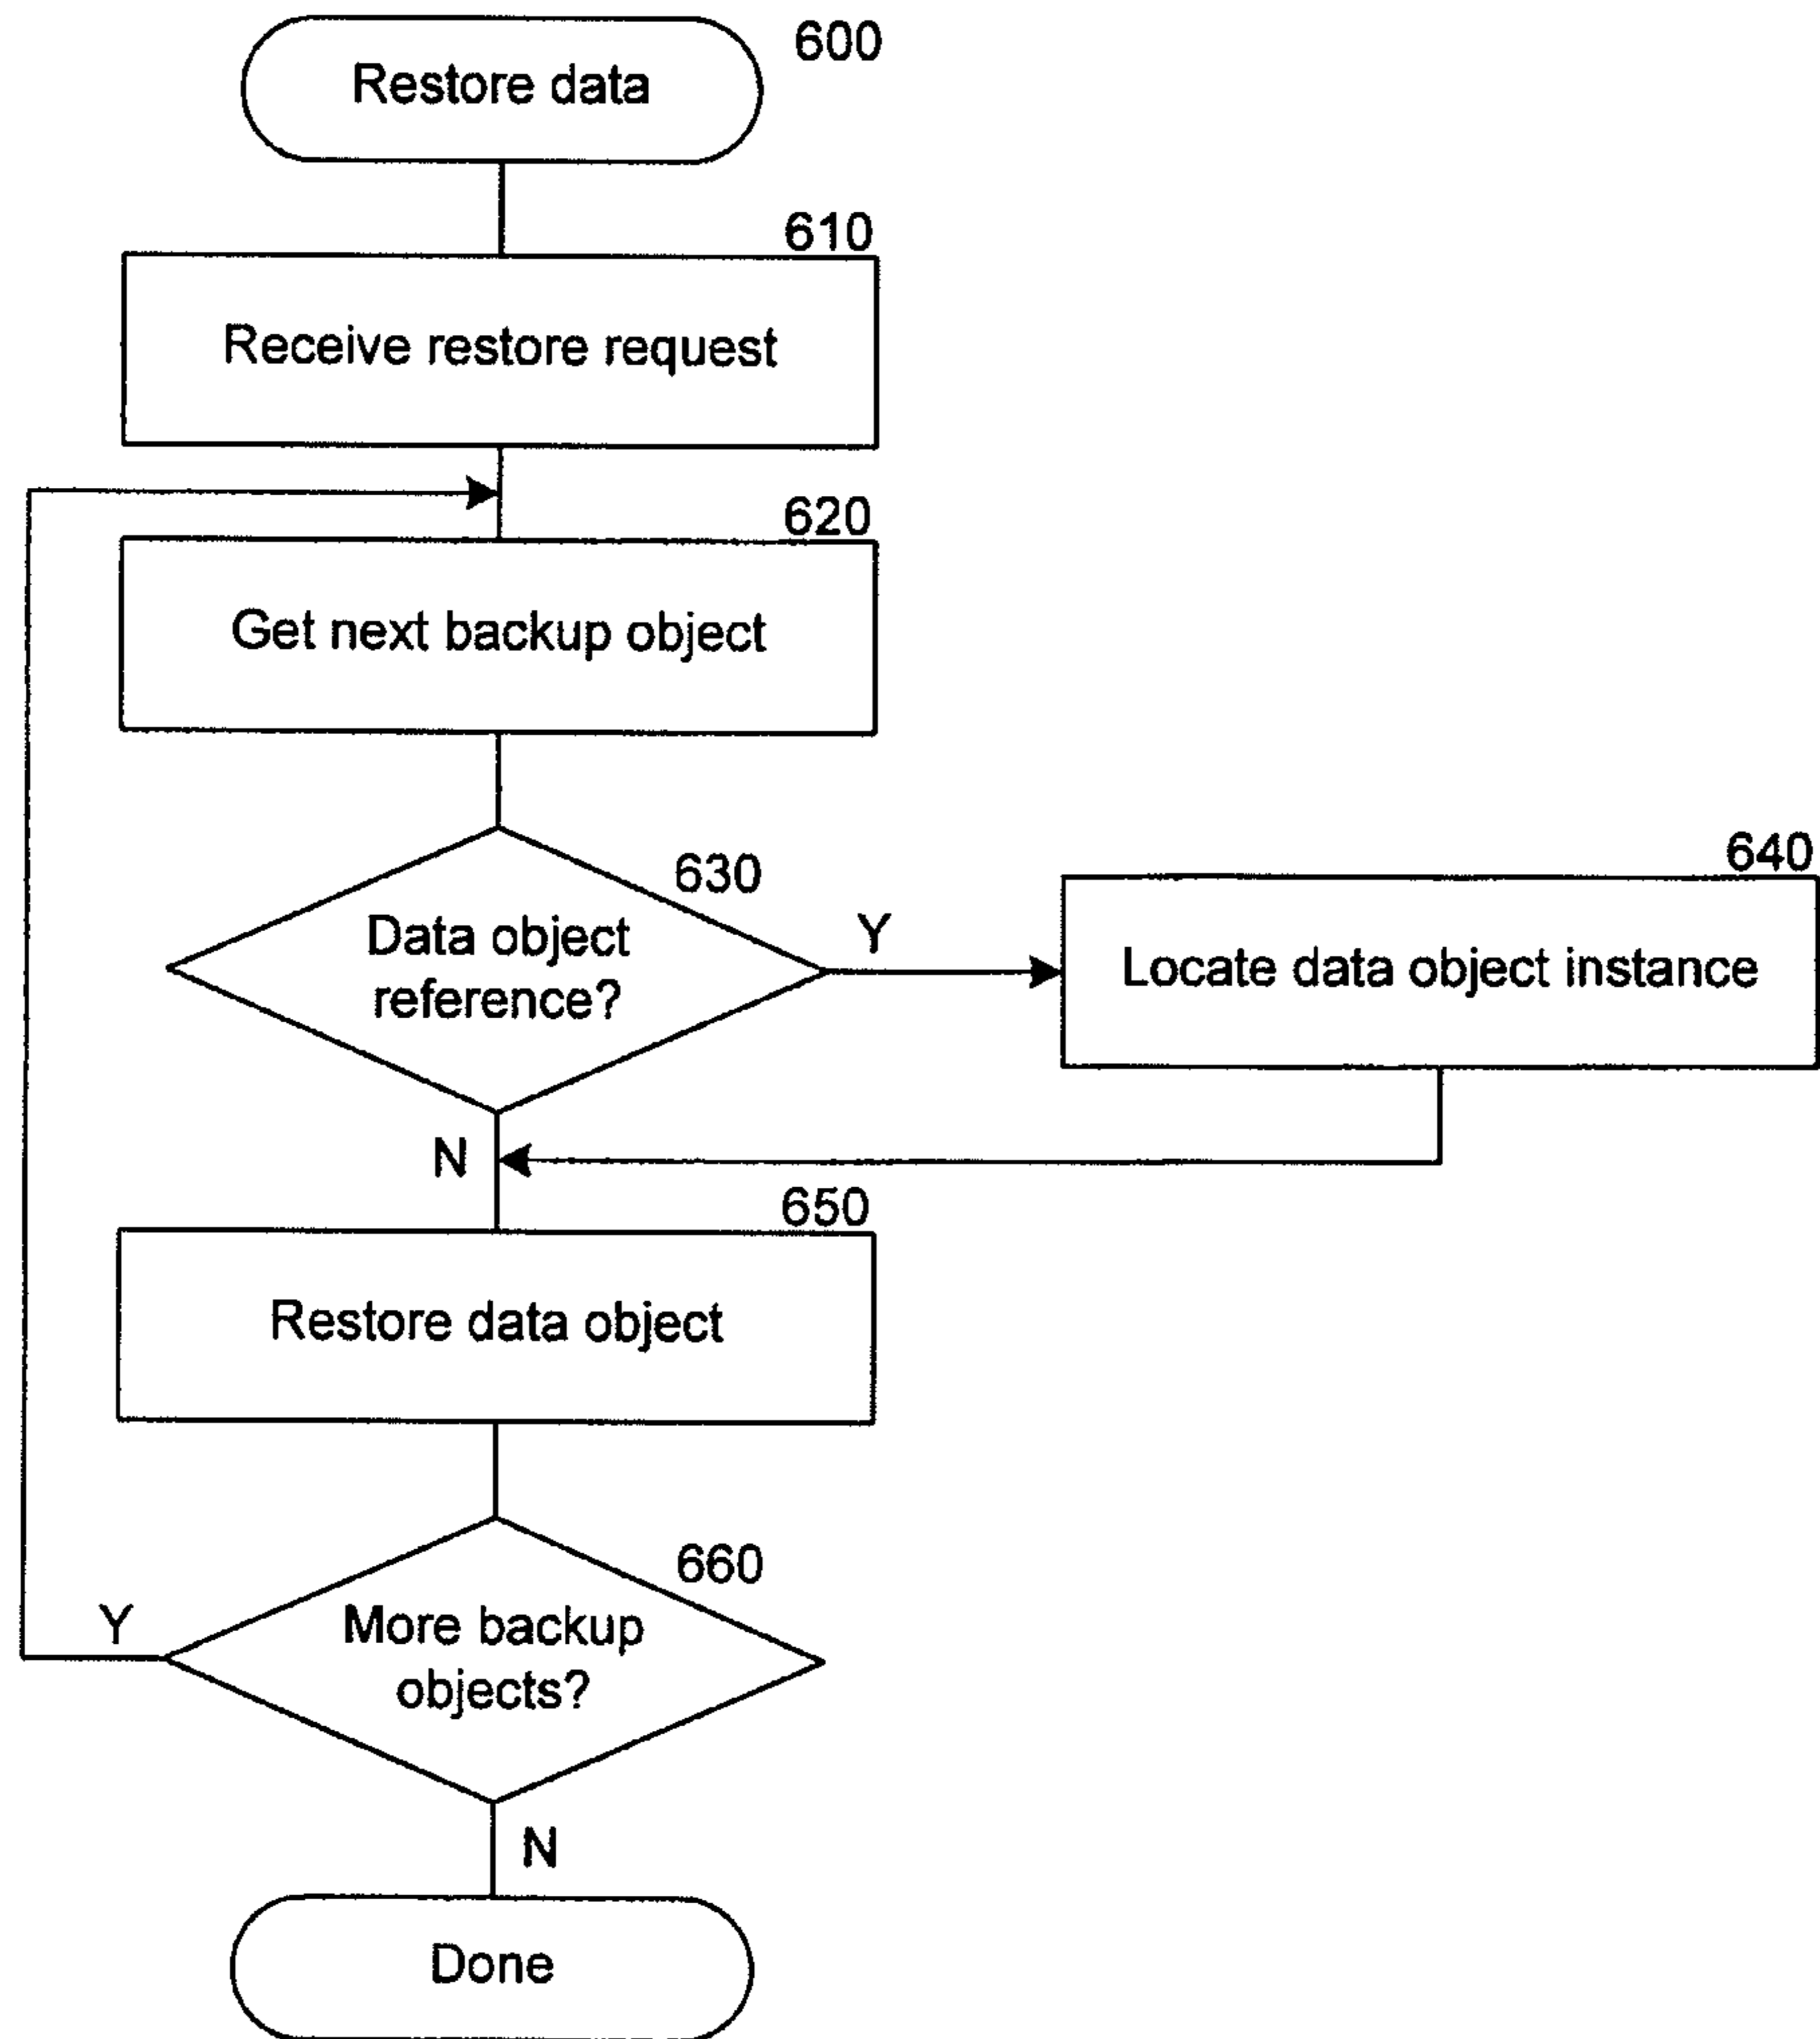 600
Restore data
610
Receive restore request
620
Get next backup object
630
Data object
reference?
Y
640
Locate data object instance
N
650
Restore data object
660
More backup
objects?
Y
N
Done